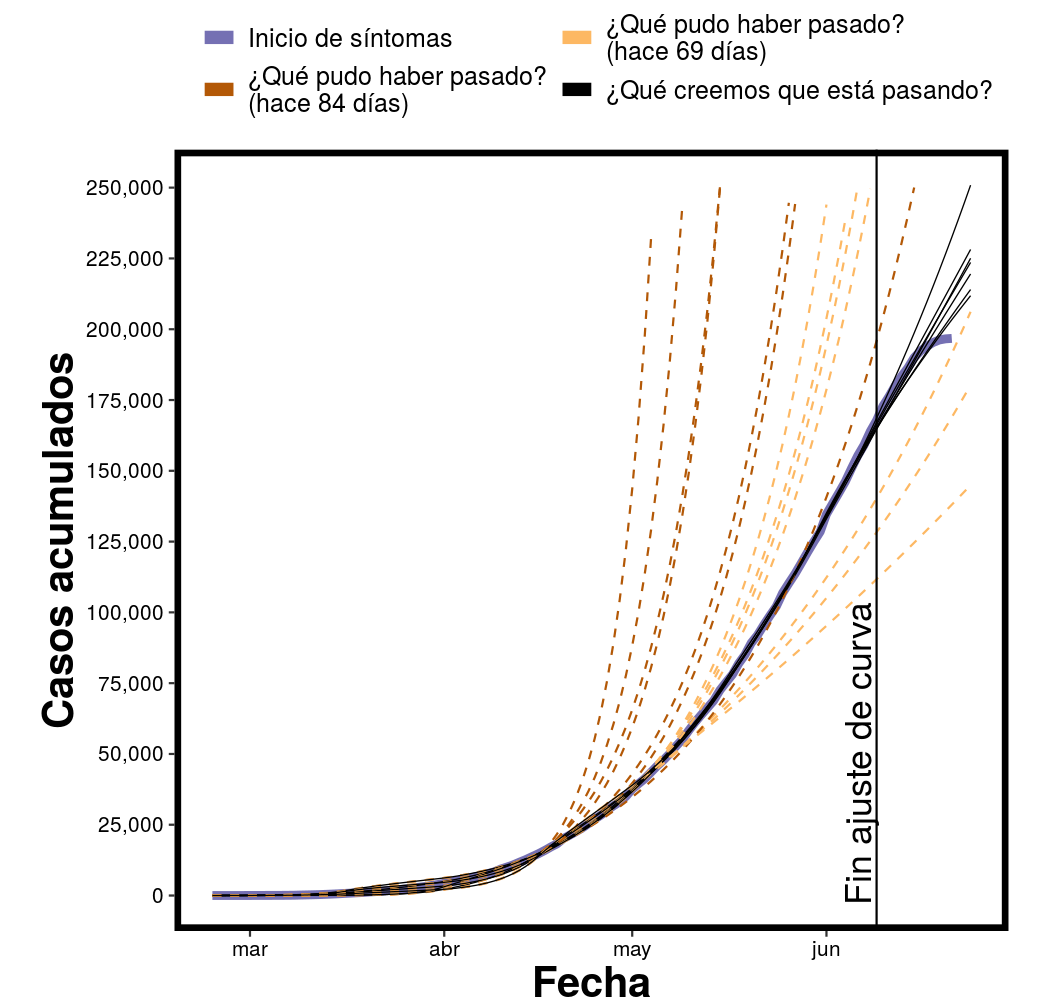 Inicio de síntomas
¿Qué pudo haber pasado?
(hace 84 días)
¿Qué pudo haber pasado?
(hace 69 días)
¿Qué creemos que está pasando?
Casos acumulados
250,000
225,000
200,000
175,000
150,000
125,000
100,000
75,000
50,000
25,000
0
Fin ajuste de curva
mar
abr
may
jun
Fecha